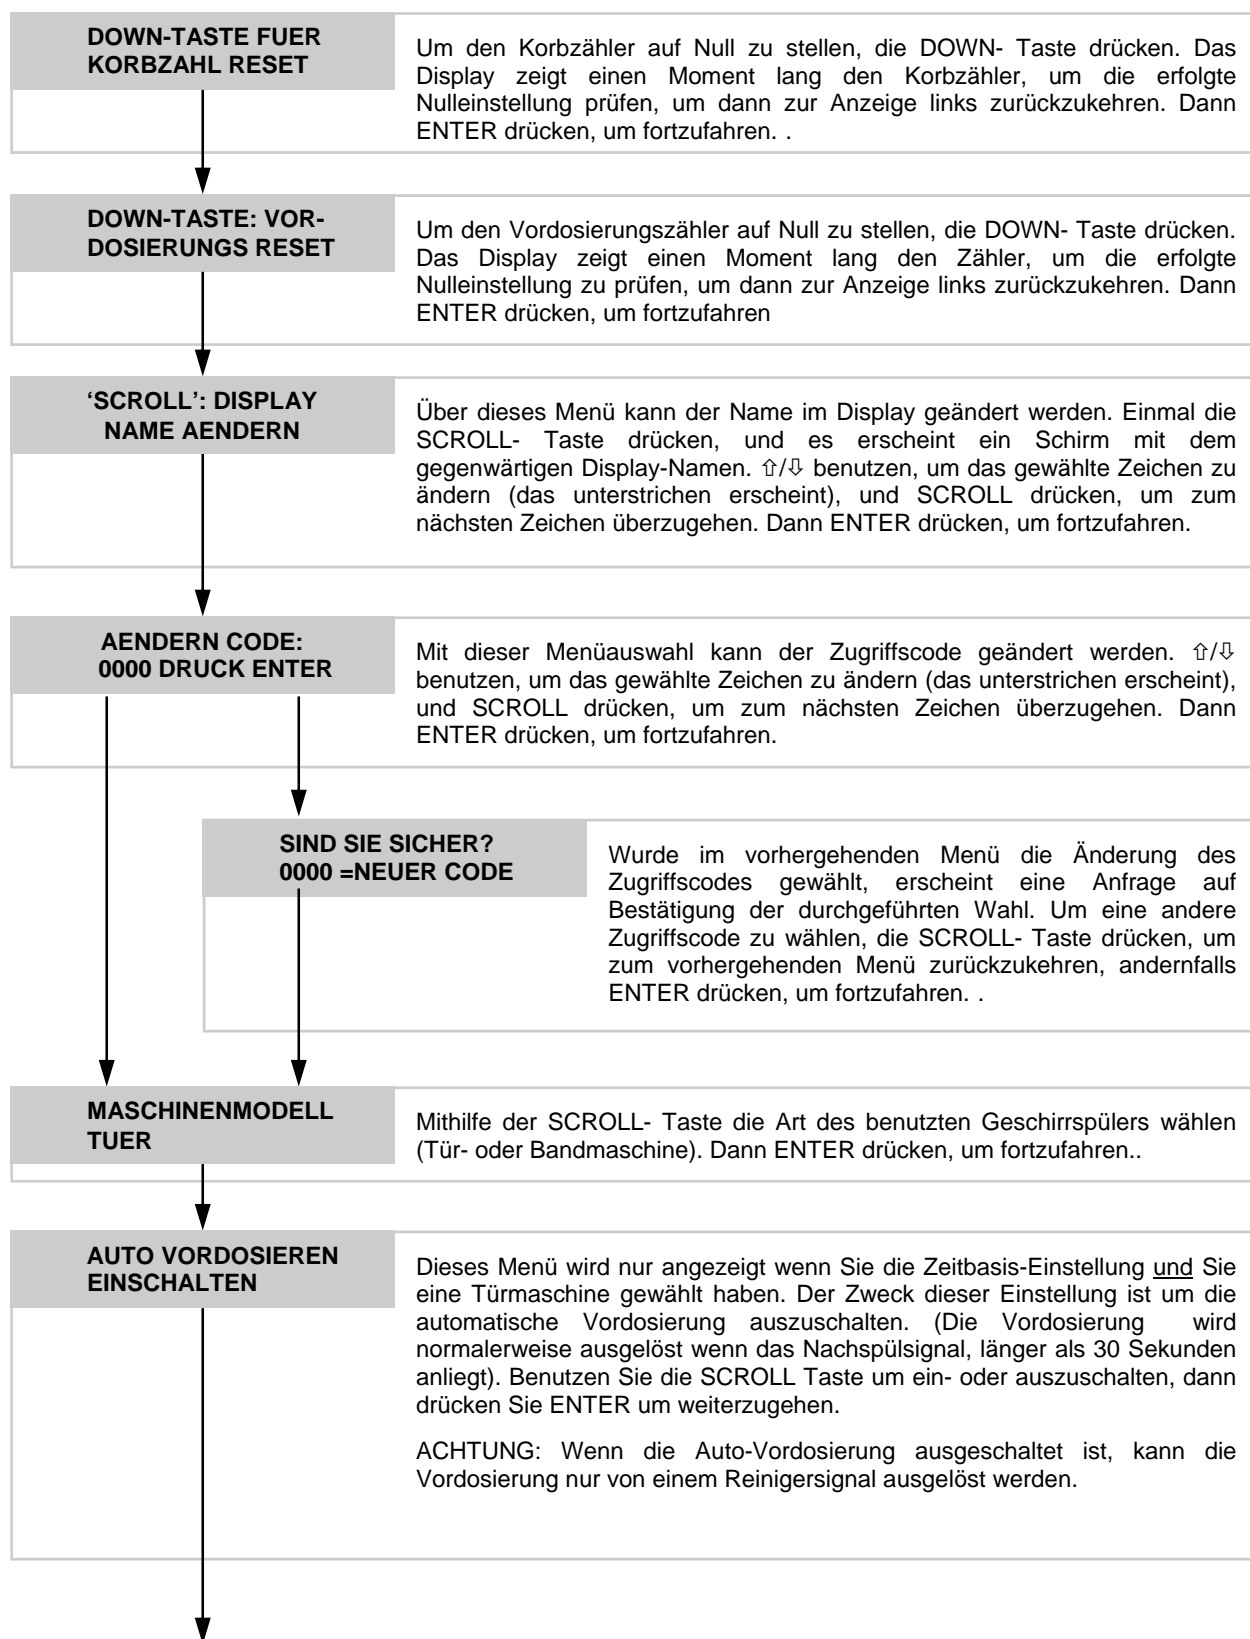 DOWN-TASTE FUER
KORBZAHL RESET
Um den Korbzähler auf Null zu stellen, die DOWN- Taste drücken. Das
Display zeigt einen Moment lang den Korbzähler, um die erfolgte
Nulleinstellung prüfen, um dann zur Anzeige links zurückzukehren. Dann
ENTER drücken, um fortzufahren. .
DOWN-TASTE: VOR-
DOSIERUNGS RESET
Um den Vordosierungszähler auf Null zu stellen, die DOWN- Taste drücken.
Das Display zeigt einen Moment lang den Zähler, um die erfolgte
Nulleinstellung zu prüfen, um dann zur Anzeige links zurückzukehren. Dann
ENTER drücken, um fortzufahren
‘SCROLL’: DISPLAY
NAME AENDERN
Über dieses Menü kann der Name im Display geändert werden. Einmal die
SCROLL- Taste drücken, und es erscheint ein Schirm mit dem
gegenwärtigen Display-Namen. ⇧/⇩ benutzen, um das gewählte Zeichen zu
ändern (das unterstrichen erscheint), und SCROLL drücken, um zum
nächsten Zeichen überzugehen. Dann ENTER drücken, um fortzufahren.
AENDERN CODE:
0000 DRUCK ENTER
Mit dieser Menüauswahl kann der Zugriffscode geändert werden. ⇧/⇩
benutzen, um das gewählte Zeichen zu ändern (das unterstrichen erscheint),
und SCROLL drücken, um zum nächsten Zeichen überzugehen. Dann
ENTER drücken, um fortzufahren.
SIND SIE SICHER?
0000 =NEUER CODE
Wurde im vorhergehenden Menü die Änderung des
Zugriffscodes gewählt, erscheint eine Anfrage auf
Bestätigung der durchgeführten Wahl. Um eine andere
Zugriffscode zu wählen, die SCROLL- Taste drücken, um
zum vorhergehenden Menü zurückzukehren, andernfalls
ENTER drücken, um fortzufahren. .
MASCHINENMODELL
TUER
Mithilfe der SCROLL- Taste die Art des benutzten Geschirrspülers wählen
(Tür- oder Bandmaschine). Dann ENTER drücken, um fortzufahren..
AUTO VORDOSIEREN
EINSCHALTEN
Dieses Menü wird nur angezeigt wenn Sie die Zeitbasis-Einstellung und Sie
eine Türmaschine gewählt haben. Der Zweck dieser Einstellung ist um die
automatische Vordosierung auszuschalten. (Die Vordosierung wird
normalerweise ausgelöst wenn das Nachspülsignal, länger als 30 Sekunden
anliegt). Benutzen Sie die SCROLL Taste um ein- oder auszuschalten, dann
drücken Sie ENTER um weiterzugehen.
ACHTUNG: Wenn die Auto-Vordosierung ausgeschaltet ist, kann die
Vordosierung nur von einem Reinigersignal ausgelöst werden.